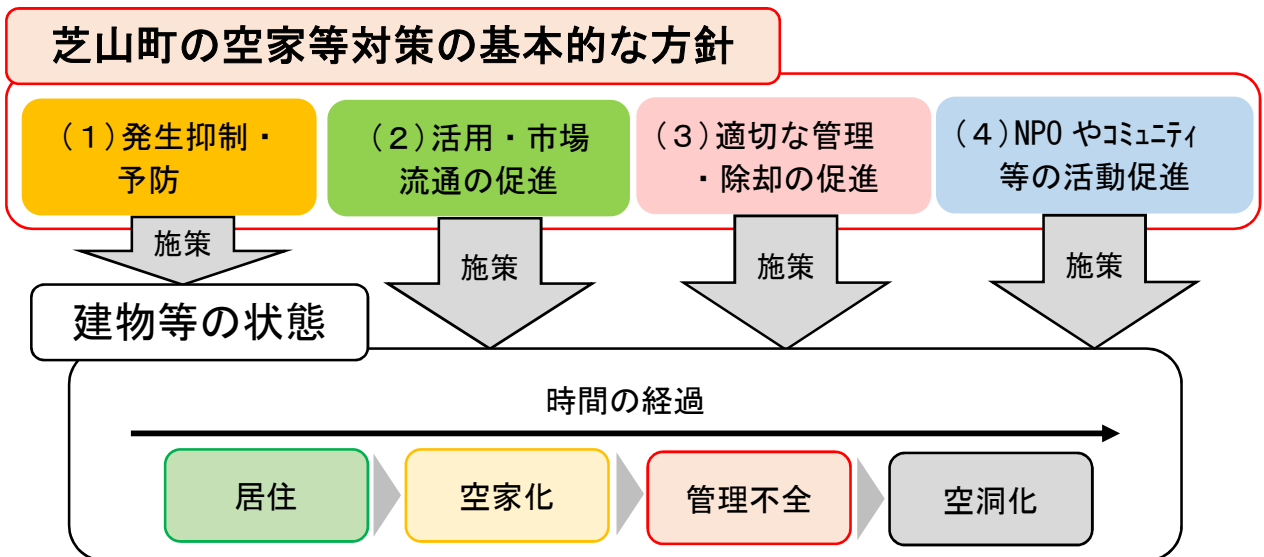 芝山町の空家等対策の基本的な方針
（１）発生抑制・
予防
（２）活用・市場
流通の促進
（３）適切な管理
・除却の促進
（４）NPO やｺﾐｭﾆﾃｨ
等の活動促進
施策
施策
施策
施策
建物等の状態
時間の経過
居住
空家化
管理不全
空洞化